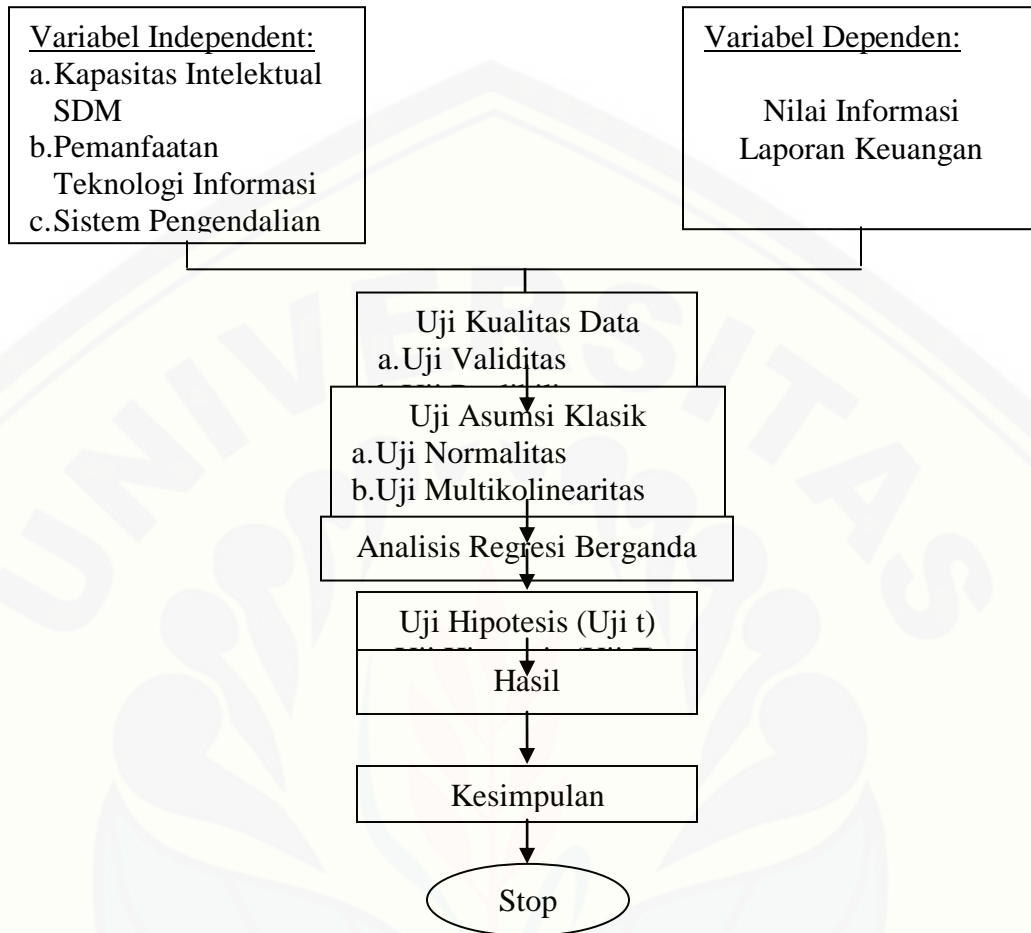 Variabel Independent:
a.Kapasitas Intelektual
SDM
b.Pemanfaatan
Teknologi Informasi
c.Sistem Pengendalian
Variabel Dependen:
Nilai Informasi
Laporan Keuangan
Uji Kualitas Data
a.Uji Validitas
Uji Asumsi Klasik
a.Uji Normalitas
b.Uji Multikolinearitas
Analisis Regresi Berganda
Uji Hipotesis (Uji t)
Hasil
Kesimpulan
Stop
UNIVERSITAS